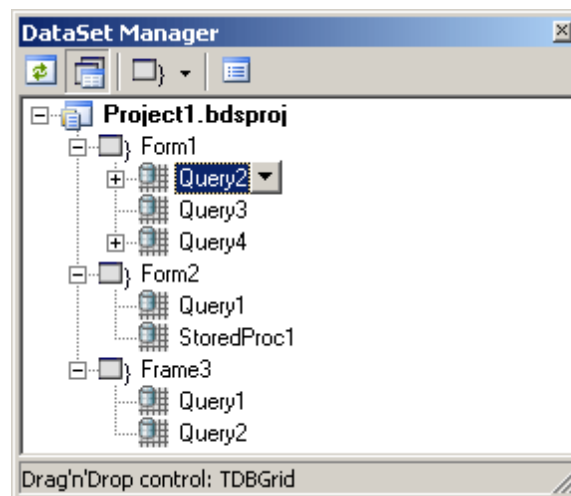 DataSet Manager
Project1.bdsproj
Form1
Query2
Query3
Query4
Form2
Query1
StoredProc1
Frame3
Query1
Query2
Drag'n'Drop control: TDBGrid